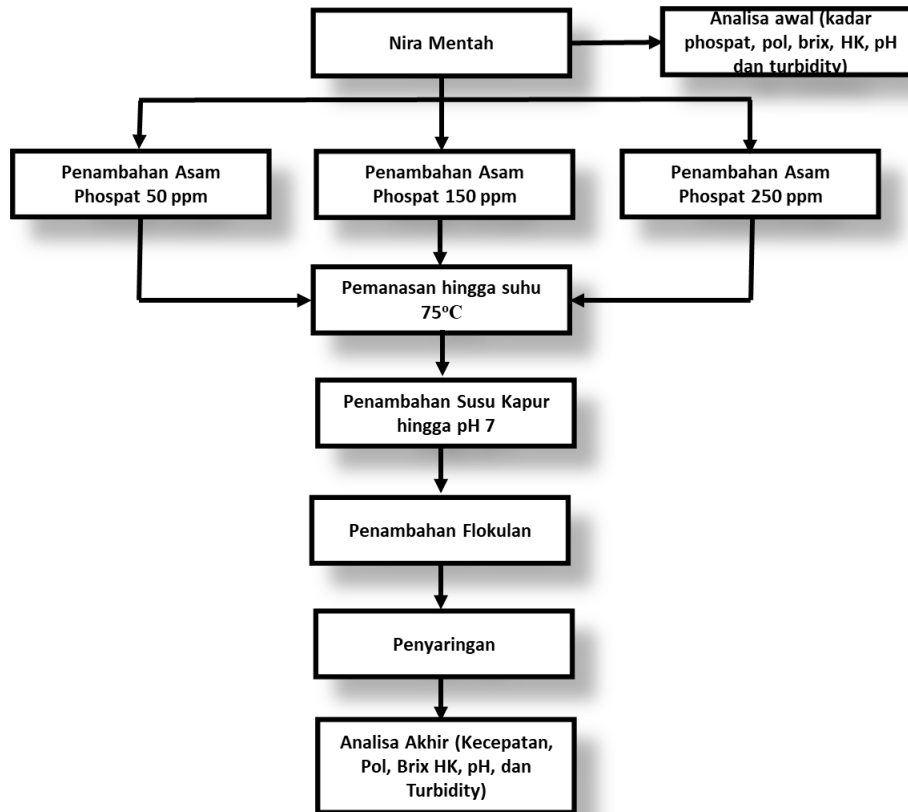 Nira Mentah
Analisa awal (kadar
phospat, pol, brix, HK, pH
dan turbidity)
Penambahan Asam
Phospat 50 ppm
Penambahan Asam
Phospat 150 ppm
Penambahan Asam
Phospat 250 ppm
Pemanasan hingga suhu
75°C
Penambahan Susu Kapur
hingga pH 7
Penambahan Flokulan
Penyaringan
Analisa Akhir (Kecepatan,
Pol, Brix HK, pH, dan
Turbidity)